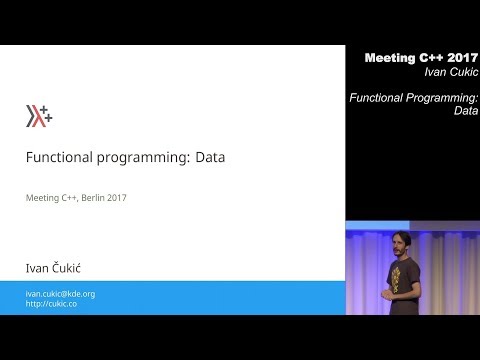 Functional programming: Data
Meeting C++, Berlin 2017
Ivan Čukić
ivan.cukic@kde.org
http://cukic.co
Meeting C++ 2017
Ivan Cukic
Functional Programming:
Data